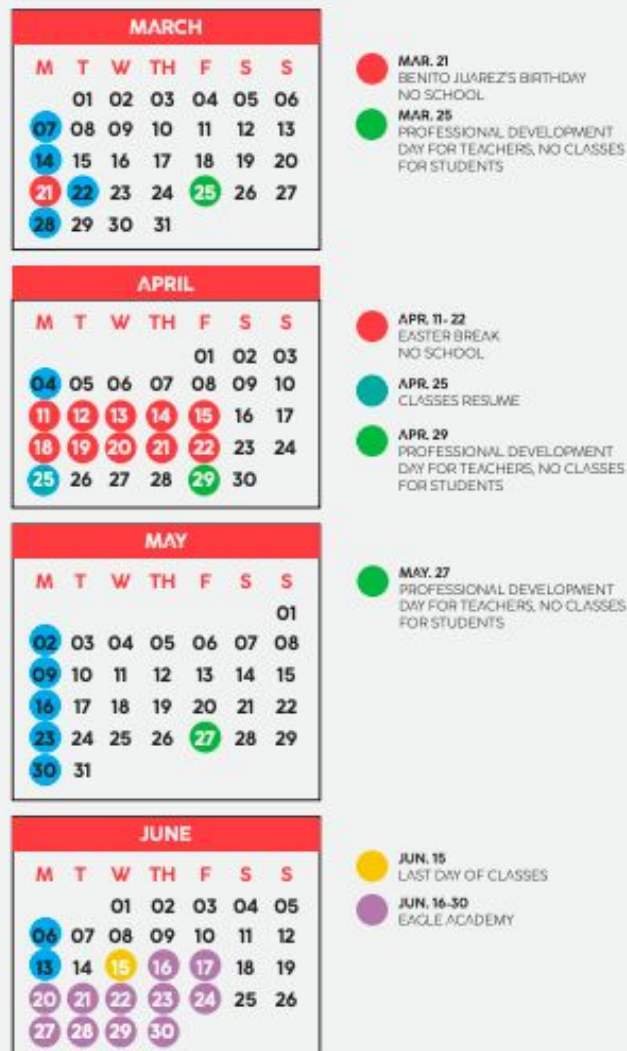 MARCH
M T W TH F S S
01 02 03 04 05 06
07 08 09 10 11 12 13
14 15 16 17 18 19 20
21 22 23 24 25 26 27
28 29 30 31
MAR. 21
BENITO JUAREZ'S BIRTHDAY
NO SCHOOL
MAR. 25
PROFESSIONAL DEVELOPMENT
DAY FOR TEACHERS, NO CLASSES
FOR STUDENTS
APRIL
M T W TH F S S
01 02 03
04 05 06 07 08 09 10
11 12 13 14 15 16 17
18 19 20 21 22 23 24
25 26 27 28 29 30
APR. 11- 22
EASTER BREAK
NO SCHOOL
APR. 25
CLASSES RESUME
APR. 29
PROFESSIONAL DEVELOPMENT
DAY FOR TEACHERS, NO CLASSES
FOR STUDENTS
MAY
M T W TH F S S
01
02 03 04 05 06 07 08
09 10 11 12 13 14 15
16 17 18 19 20 21 22
23 24 25 26 27 28 29
30 31
MAY. 27
PROFESSIONAL DEVELOPMENT
DAY FOR TEACHERS, NO CLASSES
FOR STUDENTS
JUNE
M T W TH F S S
01 02 03 04 05
06 07 08 09 10 11 12
13 14 15 16 17 18 19
20 21 22 23 24 25 26
27 28 29 30
JUN. 15
LAST DAY OF CLASSES
JUN. 16-30
EAGLE ACADEMY